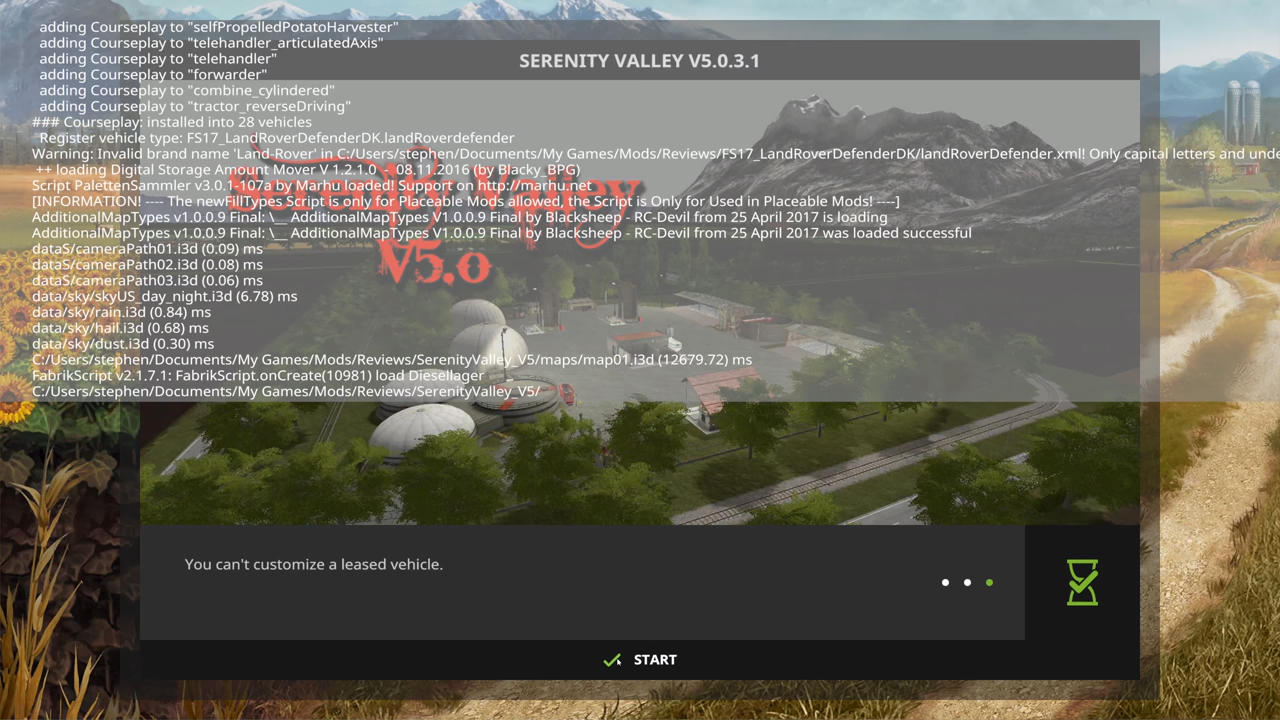 adding Courseplay to "selfPropelledPotatoHarvester"
adding Courseplay to "telehandler_articulatedAxis"
adding Courseplay to "telehandler"
adding Courseplay to "forwarder"
adding Courseplay to "combine_cylindered"
adding Courseplay to "tractor_reverseDriving"
### Courseplay: installed into 28 vehicles
Register vehicle type: FS17_LandRoverDefenderDK.landRoverdefender
Warning: Invalid brand name 'Land-Rover' in C:/Users/stephen/Documents/My Games/Mods/Reviews/FS17_LandRoverDefenderDK/landRoverDefender.xml! Only capital letters and unde
++ loading Digital Storage Amount Mover V 1.2.1.0 - 08.11.2016 (by Blacky_BPG)
Script PalettenSammler v3.0.1-107a by Marhu loaded! Support on http://marhu.net
[INFORMATION! ---- The newFillTypes Script is only for Placeable Mods allowed, the Script is Only for Used in Placeable Mods! ----]
AdditionalMapTypes v1.0.0.9 Final: \__ AdditionalMapTypes V1.0.0.9 Final by Blacksheep - RC-Devil from 25 April 2017 is loading
AdditionalMapTypes v1.0.0.9 Final: \__ AdditionalMapTypes V1.0.0.9 Final by Blacksheep - RC-Devil from 25 April 2017 was loaded successful
dataS/cameraPath01.i3d (0.09) ms
dataS/cameraPath02.i3d (0.08) ms
dataS/cameraPath03.i3d (0.06) ms
data/sky/skyUS_day_night.i3d (6.78) ms
data/sky/rain.i3d (0.84) ms
data/sky/hail.i3d (0.68) ms
data/sky/dust.i3d (0.30) ms
C:/Users/stephen/Documents/My Games/Mods/Reviews/SerenityValley_V5/maps/map01.i3d (12679.72) ms
FabrikScript v2.1.7.1: FabrikScript.onCreate(10981) load Diesellager
C:/Users/stephen/Documents/My Games/Mods/Reviews/SerenityValley_V5/
SERENITY VALLEY V5.0.3.1
Serenity Valley
V5.0
You can't customize a leased vehicle.
START